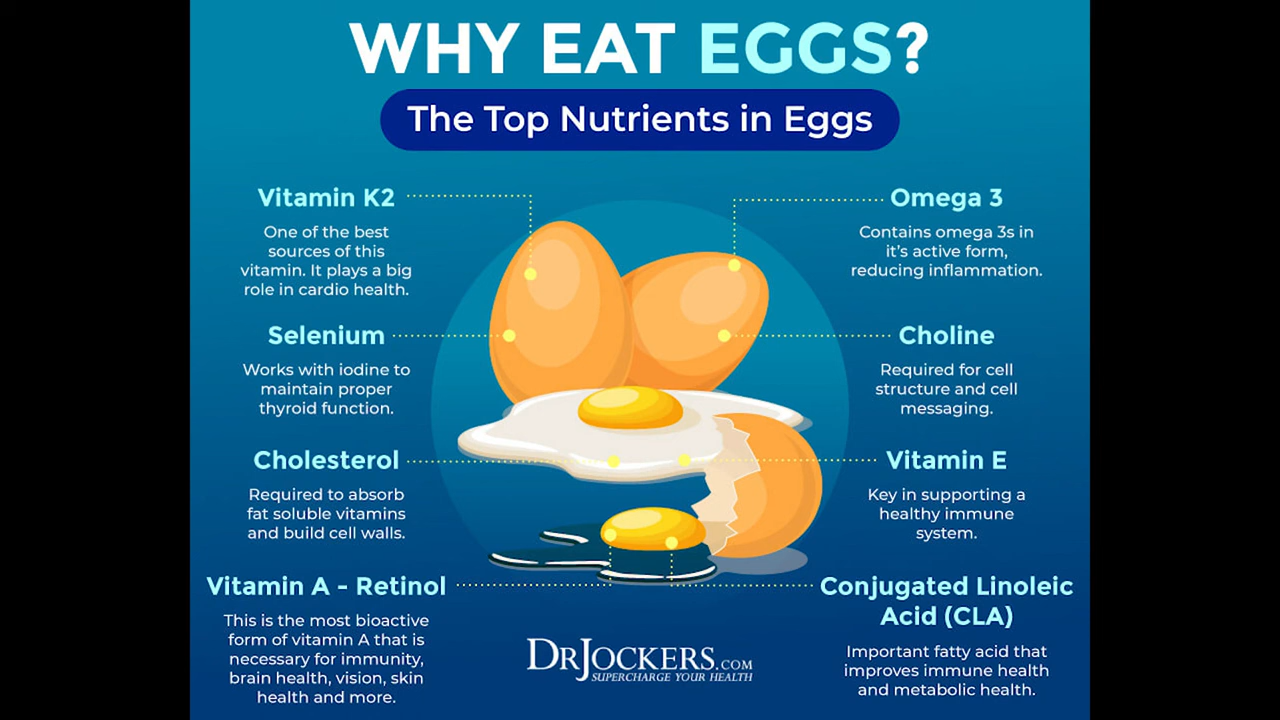 WHY EAT EGGS?
The Top Nutrients in Eggs
Vitamin K2
One of the best
sources of this
vitamin. It plays a big
role in cardio health.
Selenium
Works with iodine to
maintain proper
thyroid function.
Cholesterol
Required to absorb
fat soluble vitamins
and build cell walls.
Vitamin A - Retinol
This is the most bioactive
form of vitamin A that is
necessary for immunity,
brain health, vision, skin
health and more.
Omega 3
Contains omega 3s in
it's active form,
reducing inflammation.
Choline
Required for cell
structure and cell
messaging.
Vitamin E
Key in supporting a
healthy immune
system.
Conjugated Linoleic
Acid (CLA)
Important fatty acid that
improves immune health
and metabolic health.
DRJOCKERS.COM
SUPERCHARGE YOUR HEALTH